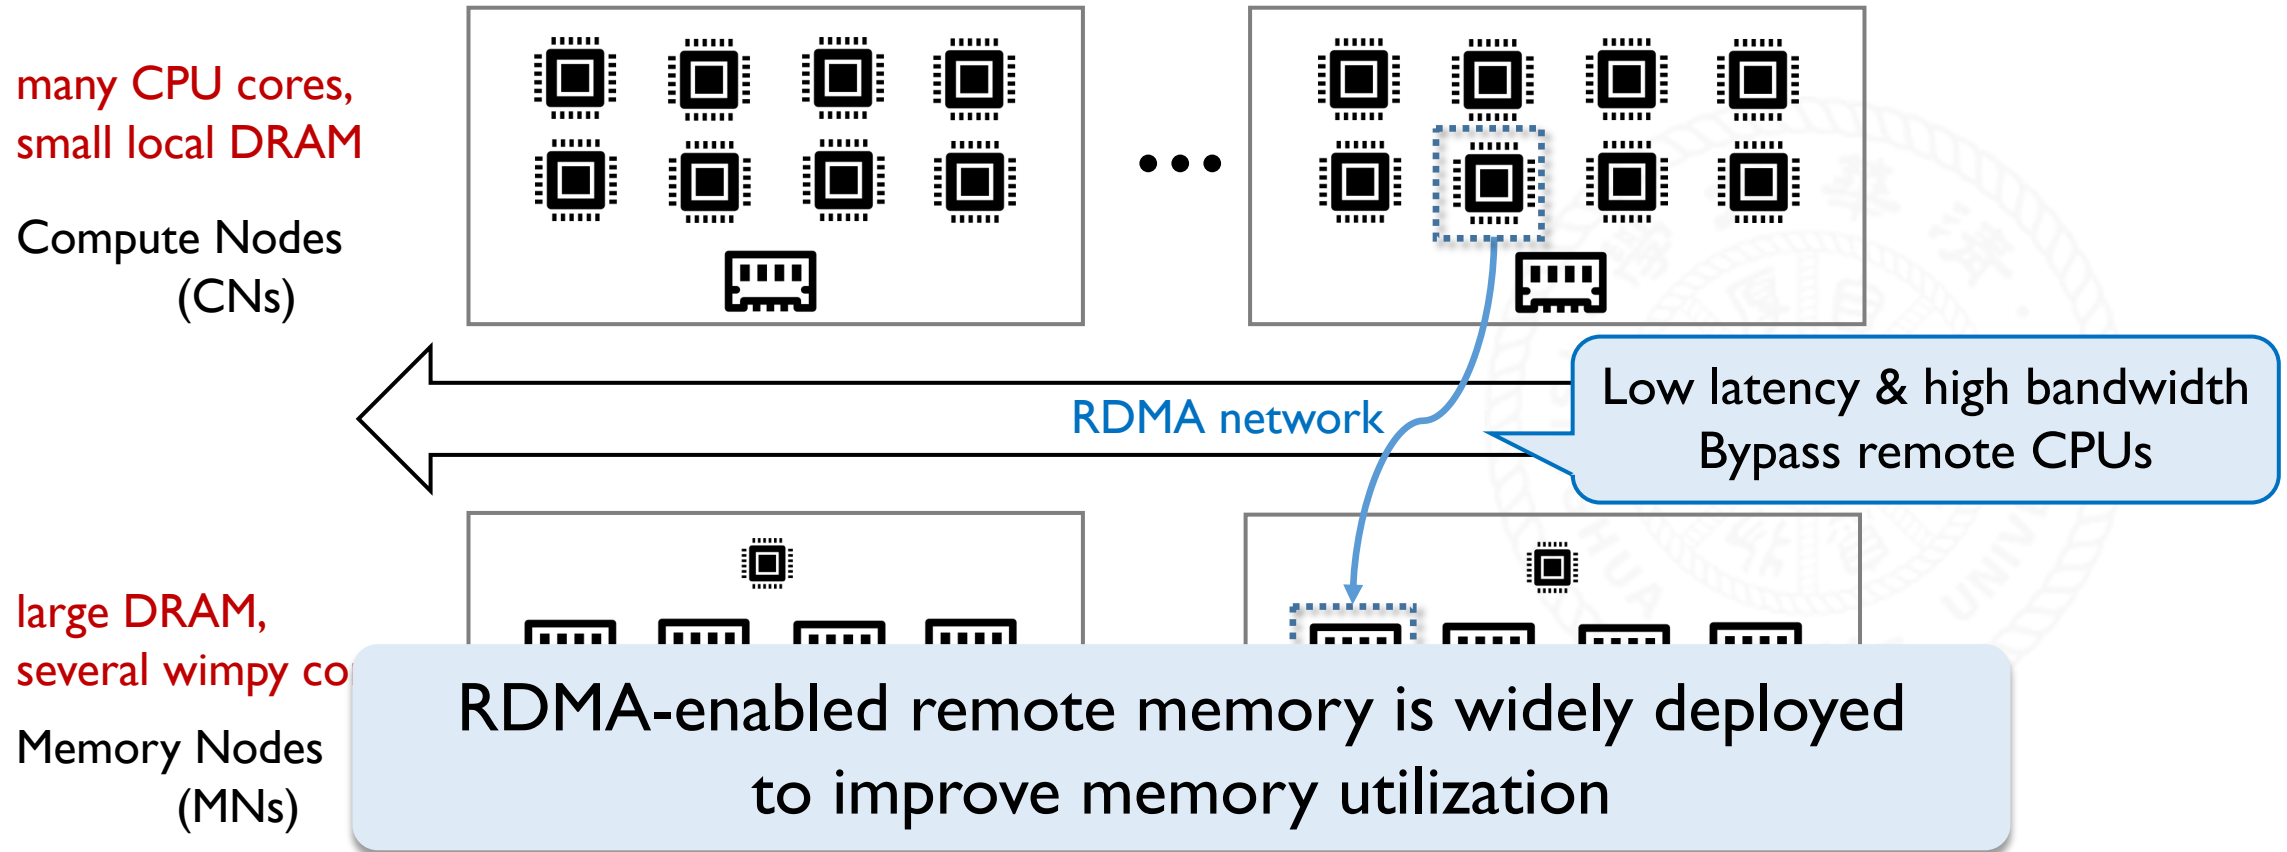 many CPU cores,
small local DRAM
Compute Nodes
(CNs)
•••
RDMA network
Low latency & high bandwidth
Bypass remote CPUs
large DRAM,
several wimpy
Memory Nodes
(MNs)
RDMA-enabled remote memory is widely deployed
to improve memory utilization